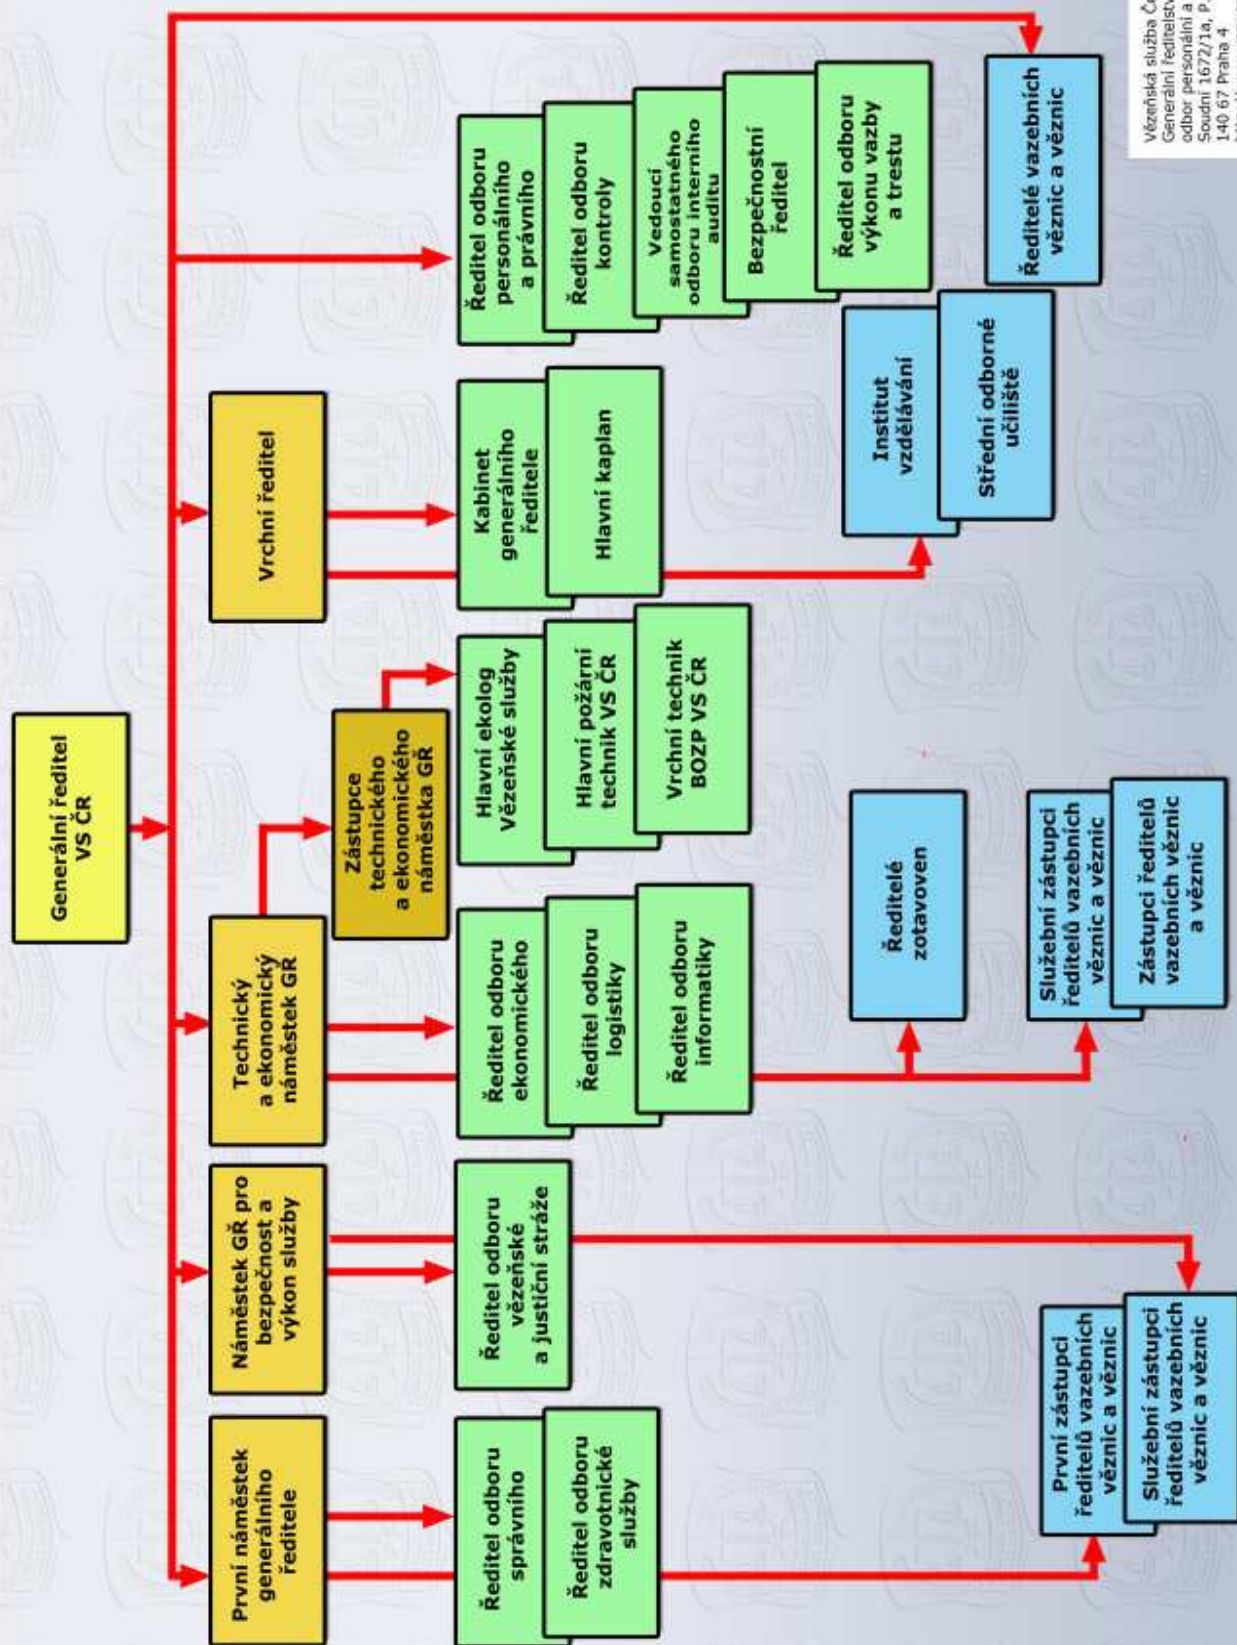 Generální ředitel
VS ČR
První náměstek
generálního
ředitele
Náměstek GŘ pro
bezpečnost a
výkon služby
Technický
a ekonomický
náměstek GŘ
Vrchní ředitel
Zástupce
technického
a ekonomického
náměstka GŘ
Ředitel odboru
správního
Ředitel odboru
zdravotnické
služby
Ředitel odboru
vězeňské
a justiční stráže
Ředitel odboru
ekonomického
Ředitel odboru
logistiky
Ředitel odboru
informatiky
Hlavní ekolog
Vězeňské služby
Hlavní požární
technik VS ČR
Vrchní technik
BOZP VS ČR
Kabinet
generálního
ředitele
Hlavní kaplan
Ředitel odboru
personálního
a právního
Ředitel odboru
kontroly
Vedoucí
samostatného
odboru interního
auditu
Bezpečnostní
ředitel
Ředitel odboru
výkonu vazby
a trestu
První zástupci
ředitelů vazebních
věznic a věznic
Služební zástupci
ředitelů vazebních
věznic a věznic
Ředitelé
zotavoven
Služební zástupci
ředitelů vazebních
věznic a věznic
Zástupci ředitelů
vazebních věznic
a věznic
Institut
vzdělávání
Střední odborné
učiliště
Ředitelé vazebních
věznic a věznic
Vězeňská služba
Generální ředitelstv
odbor personální a
Soudní 1672/1a, P.
140 67 Praha 4